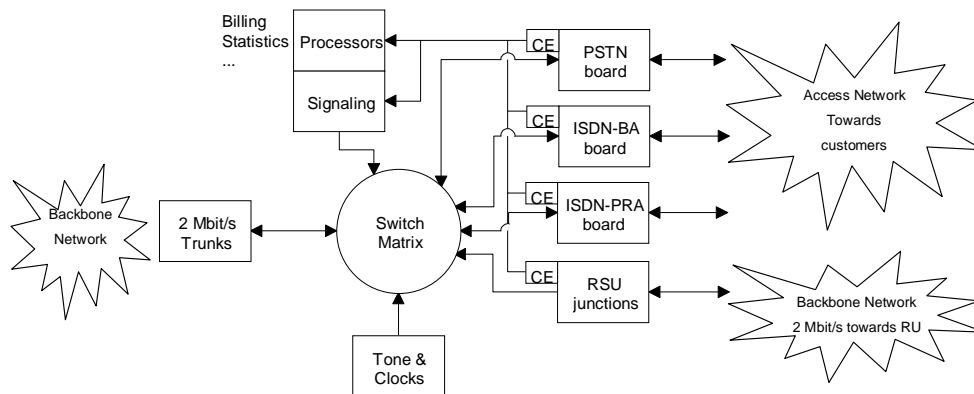 Billing
Statistics
...
Processors
Signaling
CE
PSTN
board
CE
ISDN-BA
board
CE
ISDN-PRA
board
CE
RSU
junctions
Access Network
Towards
customers
Backbone
Network
2 Mbit/s
Trunks
Switch
Matrix
Backbone Network
2 Mbit/s towards RU
Tone &
Clocks